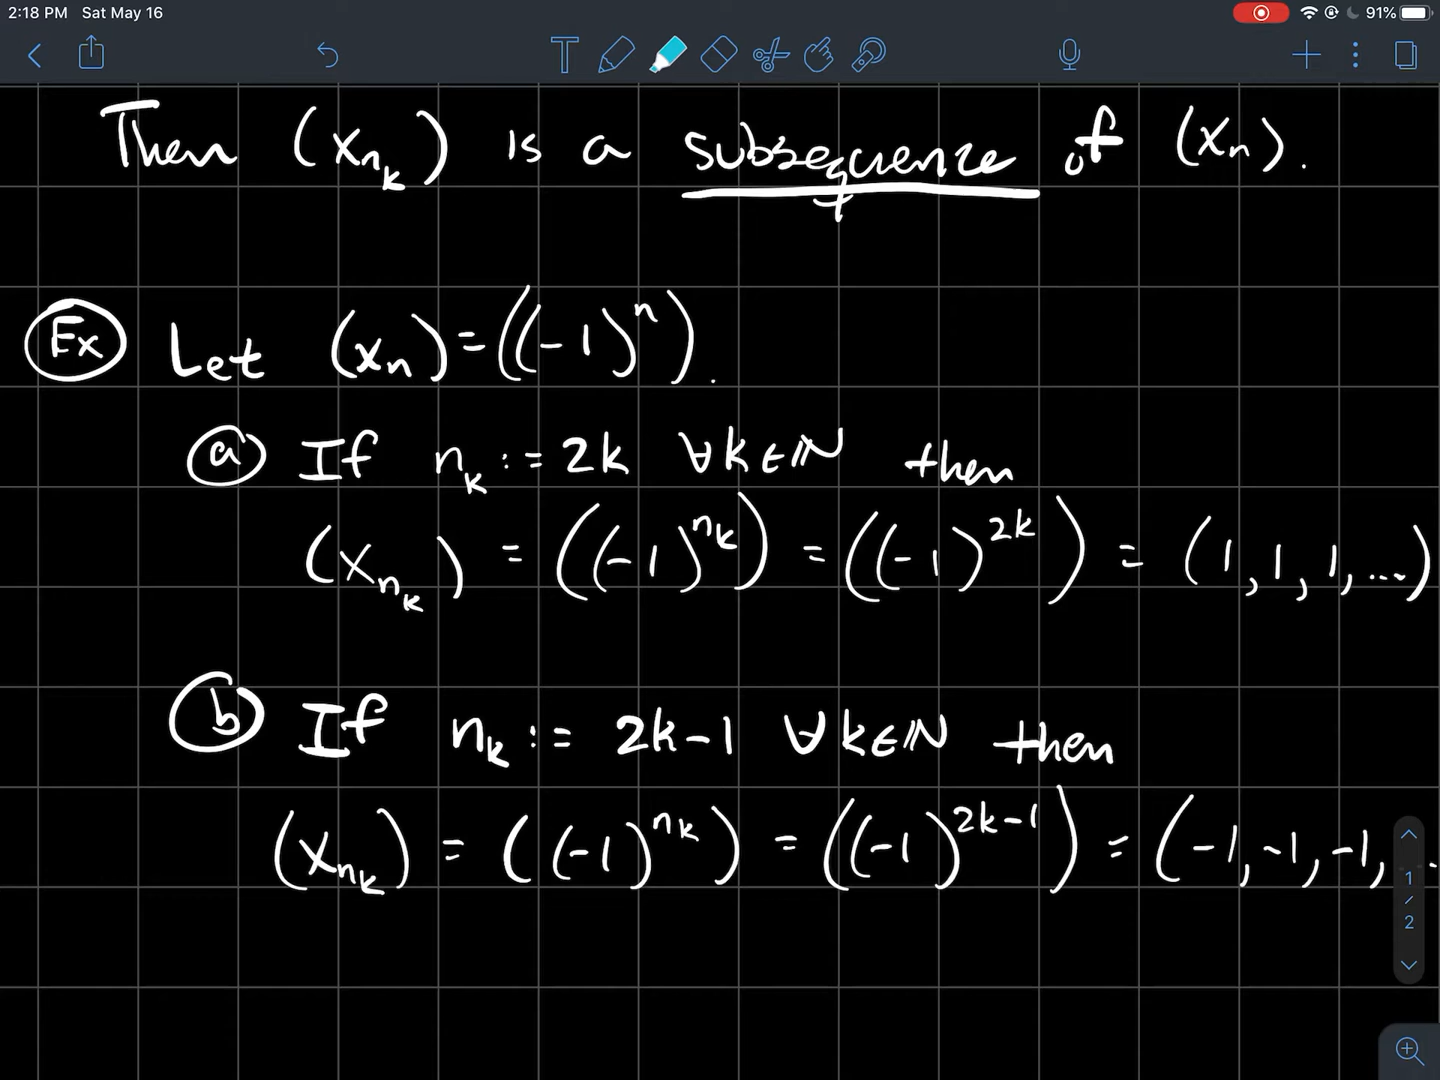 2:18 PM Sat May 16 91%
Then (x_{n_k}) is a subsequence of (x_n).
Ex Let (x_n) = ((-1)^n).
a If n_k := 2k ∀k∈ℕ then
(x_{n_k}) = ((-1)^{n_k}) = ((-1)^{2k}) = (1, 1, 1, ...)
b If n_k := 2k-1 ∀k∈ℕ then
(x_{n_k}) = ((-1)^{n_k}) = ((-1)^{2k-1}) = (-1, -1, -1, ..
1
/
2